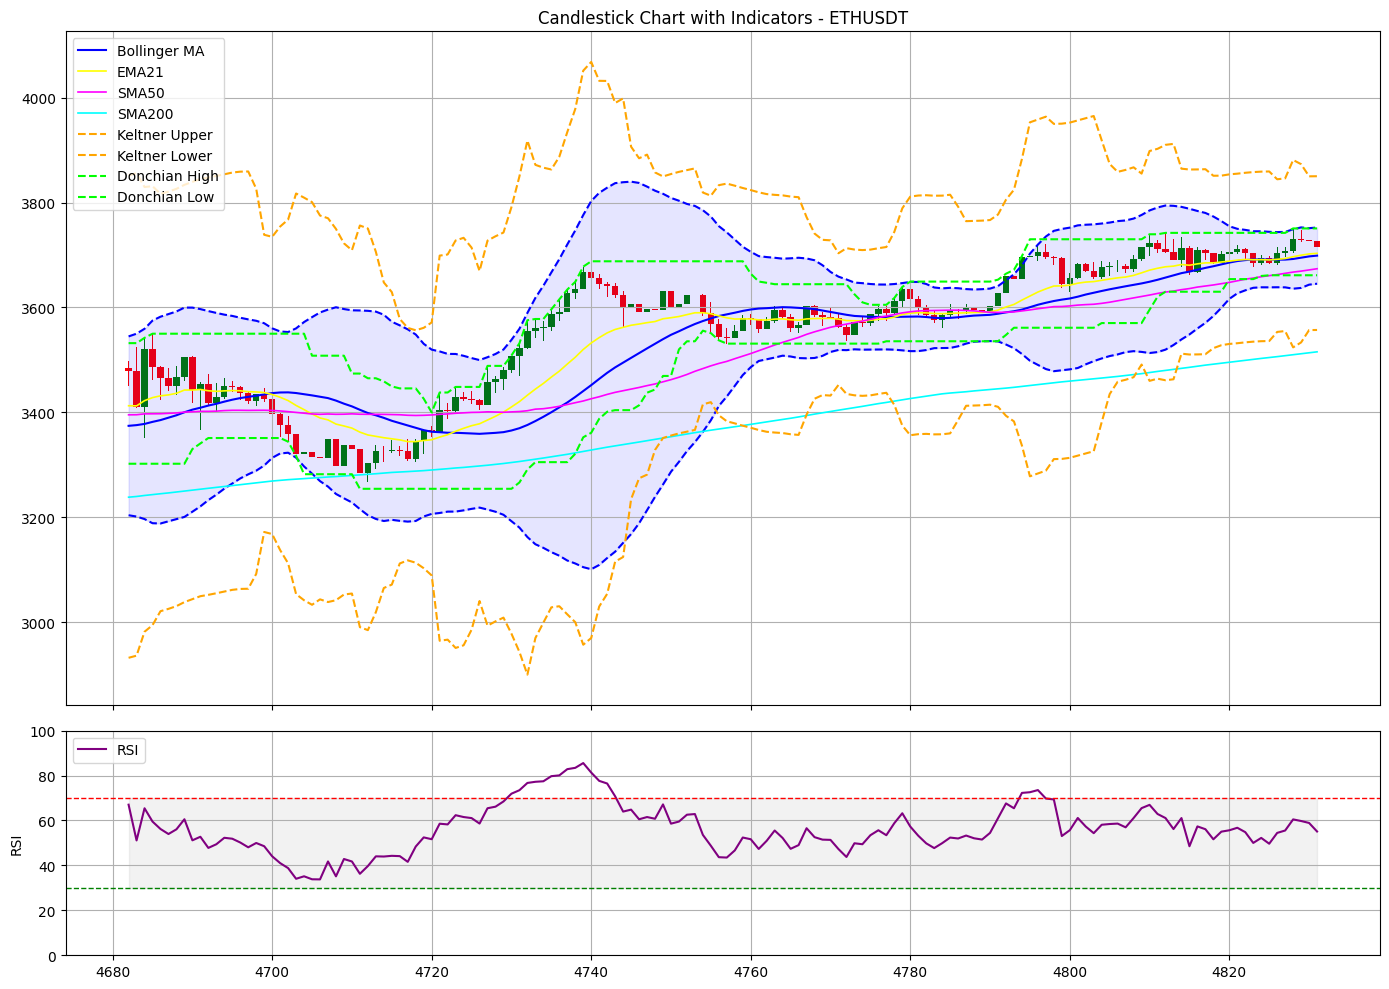 Candlestick Chart with Indicators - ETHUSDT
Bollinger MA
EMA21
SMA50
SMA200
Keltner Upper
Keltner Lower
Donchian High
Donchian Low
4000
3800
3600
3400
3200
3000
RSI
100
80
60
40
20
0
RSI
4680 4700 4720 4740 4760 4780 4800 4820